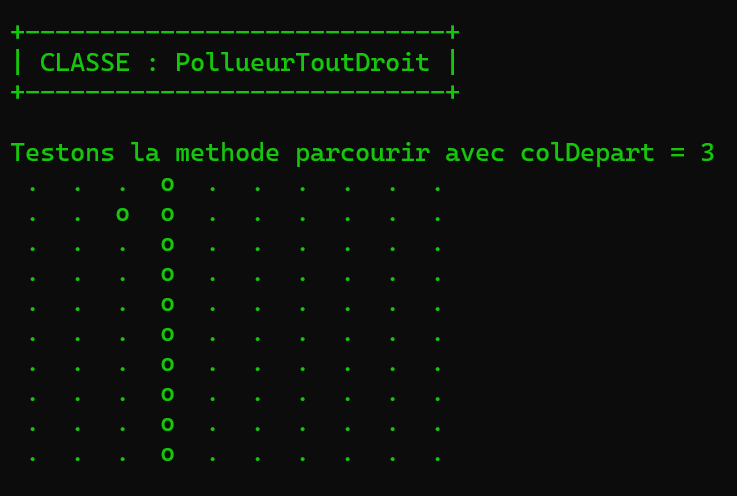 +----------------------------+
| CLASSE : PollueurToutDroit |
+----------------------------+
Testons la methode parcourir avec colDepart = 3
 .  .  .  o  .  .  .  .  .  .
 .  .  o  o  .  .  .  .  .  .
 .  .  .  o  .  .  .  .  .  .
 .  .  .  o  .  .  .  .  .  .
 .  .  .  o  .  .  .  .  .  .
 .  .  .  o  .  .  .  .  .  .
 .  .  .  o  .  .  .  .  .  .
 .  .  .  o  .  .  .  .  .  .
 .  .  .  o  .  .  .  .  .  .
 .  .  .  o  .  .  .  .  .  .